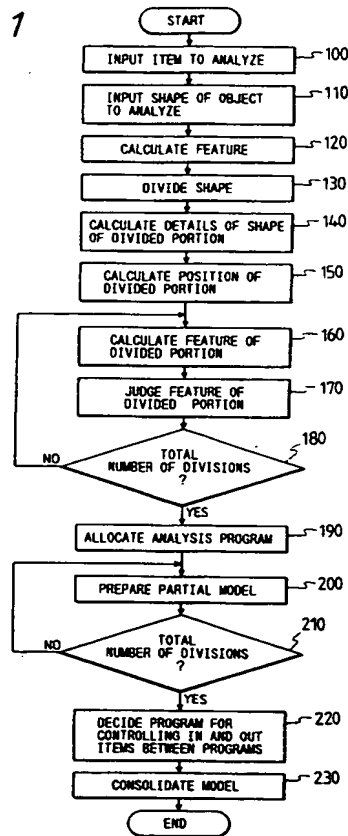 1
START
INPUT ITEM TO ANALYZE
100
INPUT SHAPE OF OBJECT
TO ANALYZE
110
CALCULATE FEATURE
120
DIVIDE SHAPE
130
CALCULATE DETAILS OF SHAPE
OF DIVIDED PORTION
140
CALCULATE POSITION OF
DIVIDED PORTION
150
CALCULATE FEATURE OF
DIVIDED PORTION
160
JUDGE FEATURE OF
DIVIDED PORTION
170
TOTAL
NUMBER OF DIVISIONS
?
180
NO
YES
ALLOCATE ANALYSIS PROGRAM
190
PREPARE PARTIAL MODEL
200
TOTAL
NUMBER OF DIVISIONS
?
210
NO
YES
DECIDE PROGRAM FOR
CONTROLLING IN AND OUT
ITEMS BETWEEN PROGRAMS
220
CONSOLIDATE MODEL
230
END